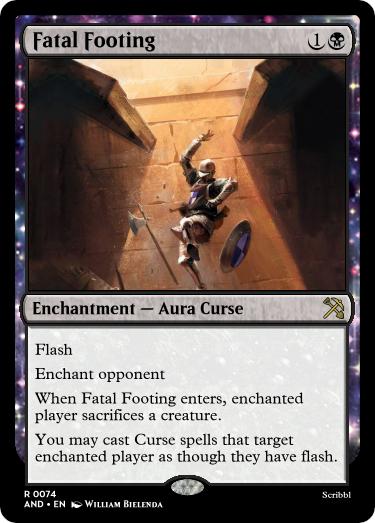 Fatal Footing 1
Enchantment — Aura Curse
Flash
Enchant opponent
When Fatal Footing enters, enchanted
player sacrifices a creature.
You may cast Curse spells that target
enchanted player as though they have flash.
R 0074
AND • EN William Bielenda
Scribbl